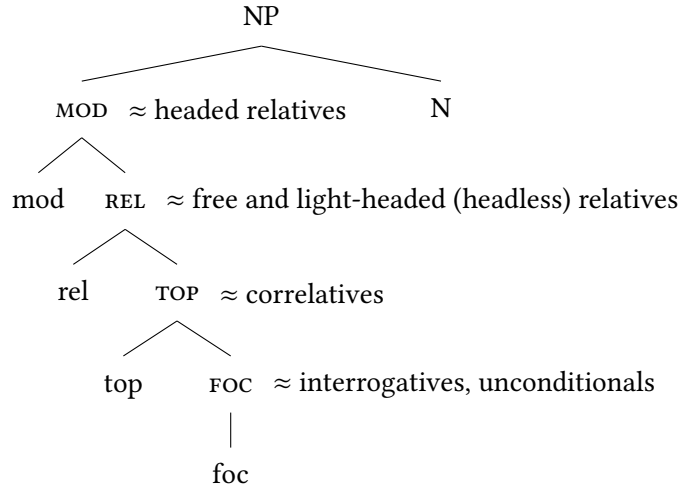 NP
MOD ≈ headed relatives N
mod REL ≈ free and light-headed (headless) relatives
rel TOP ≈ correlatives
top FOC ≈ interrogatives, unconditionals
foc